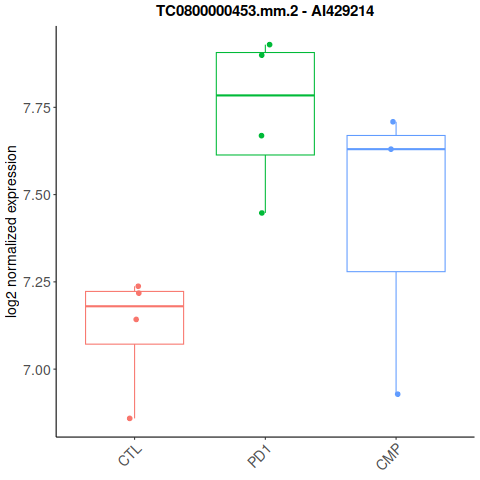 TC0800000453.mm.2 - AI429214
log2 normalized expression
7.75
7.50
7.25
7.00
CTL
PD1
CMP